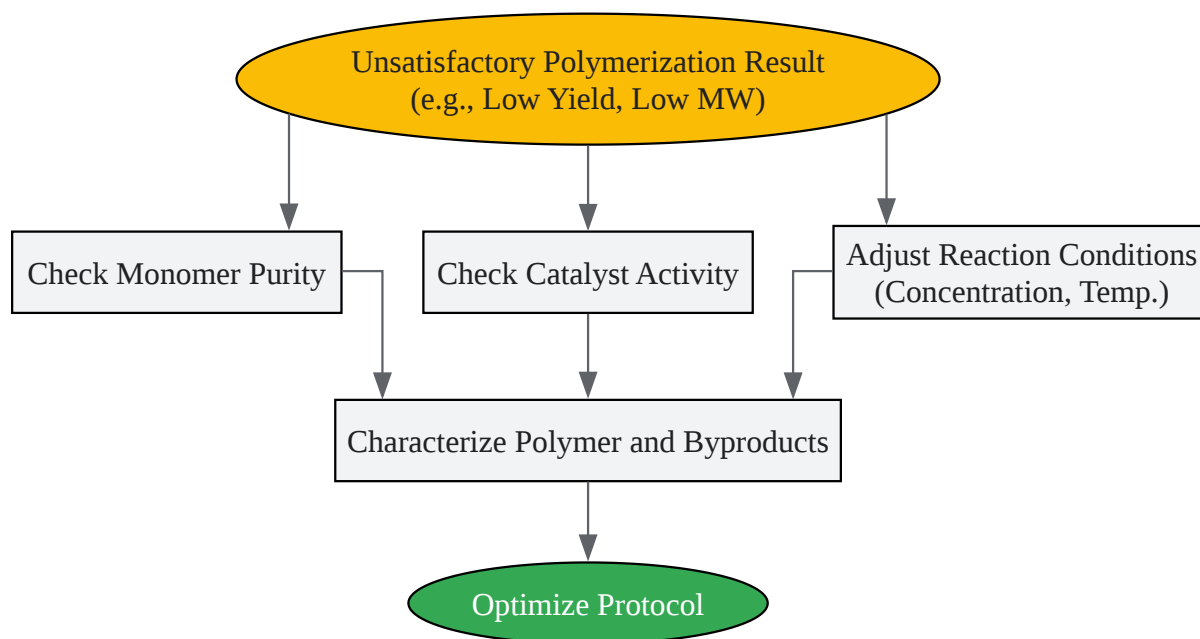 Unsatisfactory Polymerization Result
(e.g., Low Yield, Low MW)
Check Monomer Purity
Check Catalyst Activity
Adjust Reaction Conditions
(Concentration, Temp.)
Characterize Polymer and Byproducts
Optimize Protocol